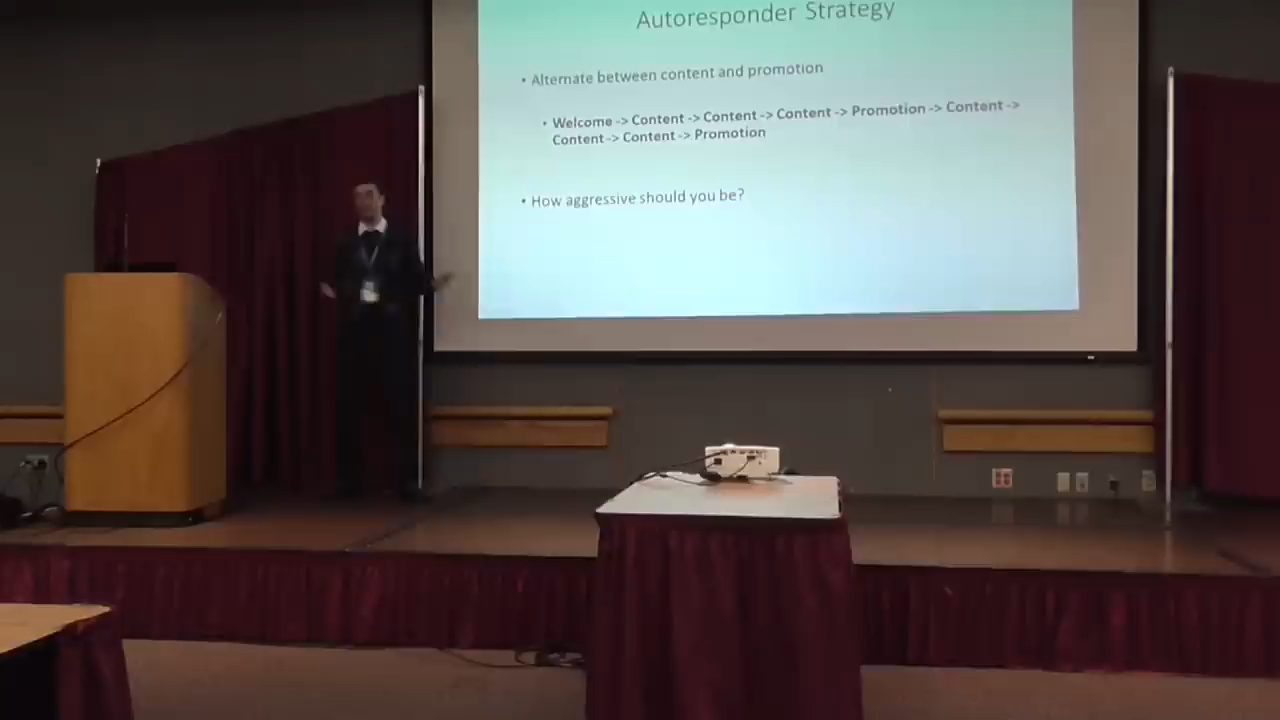 Autoresponder Strategy
• Alternate between content and promotion
• Welcome -> Content -> Content -> Content -> Promotion -> Content ->
Content -> Content -> Promotion
• How aggressive should you be?